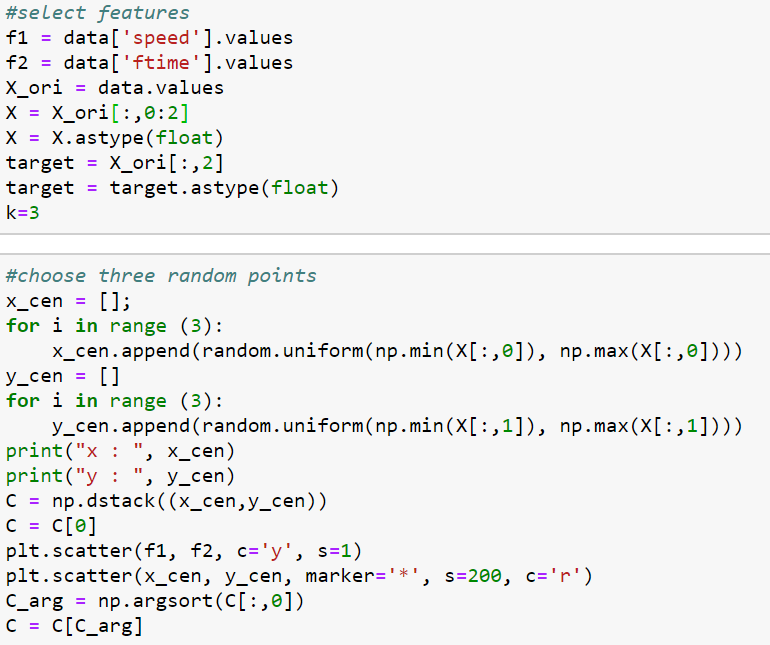 #select features
f1 = data['speed'].values
f2 = data['ftime'].values
X_ori = data.values
X = X_ori[:,0:2]
X = X.astype(float)
target = X_ori[:,2]
target = target.astype(float)
k=3
#choose three random points
x_cen = [];
for i in range (3):
    x_cen.append(random.uniform(np.min(X[:,0]), np.max(X[:,0])))
y_cen = []
for i in range (3):
    y_cen.append(random.uniform(np.min(X[:,1]), np.max(X[:,1])))
print("x : ", x_cen)
print("y : ", y_cen)
C = np.dstack((x_cen,y_cen))
C = C[0]
plt.scatter(f1, f2, c='y', s=1)
plt.scatter(x_cen, y_cen, marker='*', s=200, c='r')
C_arg = np.argsort(C[:,0])
C = C[C_arg]